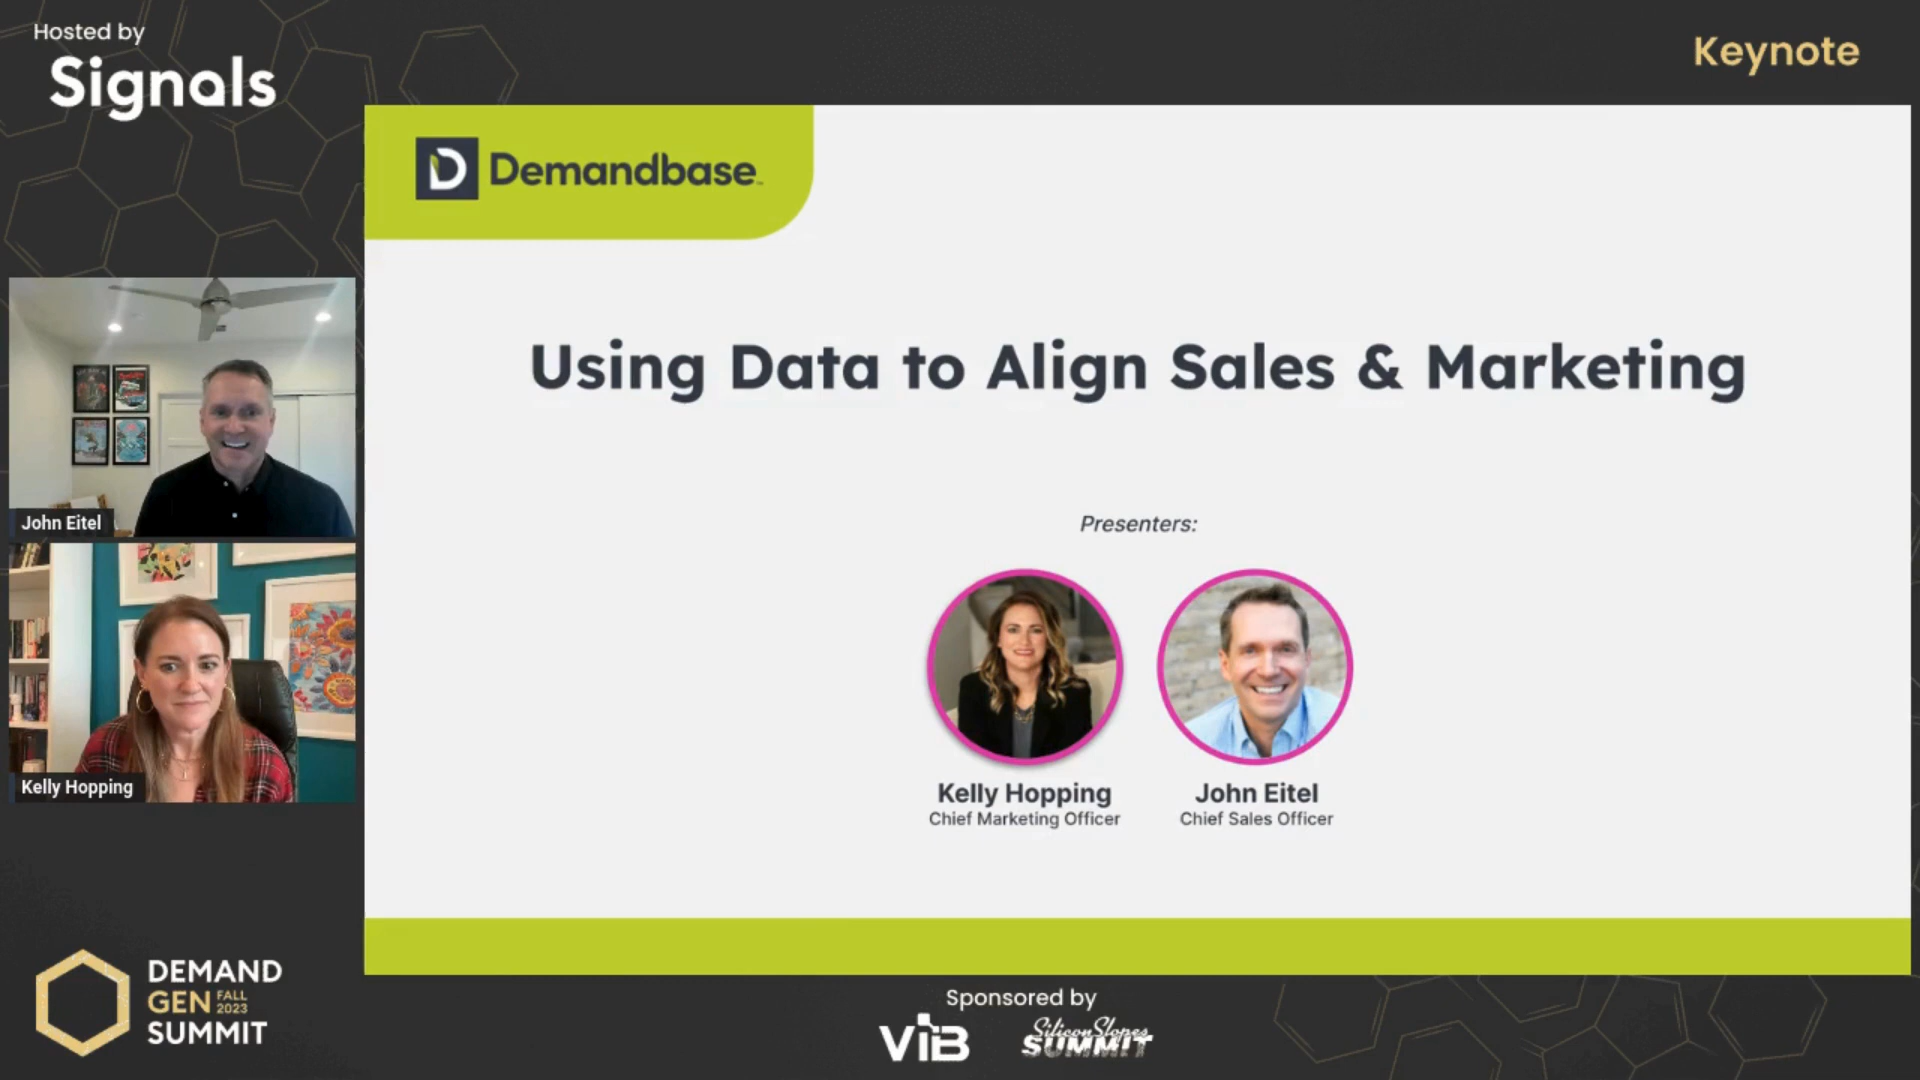 Hosted by
Signals
Keynote
Demandbase
Using Data to Align Sales & Marketing
Presenters:
Kelly Hopping
Chief Marketing Officer
John Eitel
Chief Sales Officer
John Eitel
Kelly Hopping
DEMAND
GEN FALL 2023
SUMMIT
Sponsored by
ViB
Silicon Slopes
SUMMIT